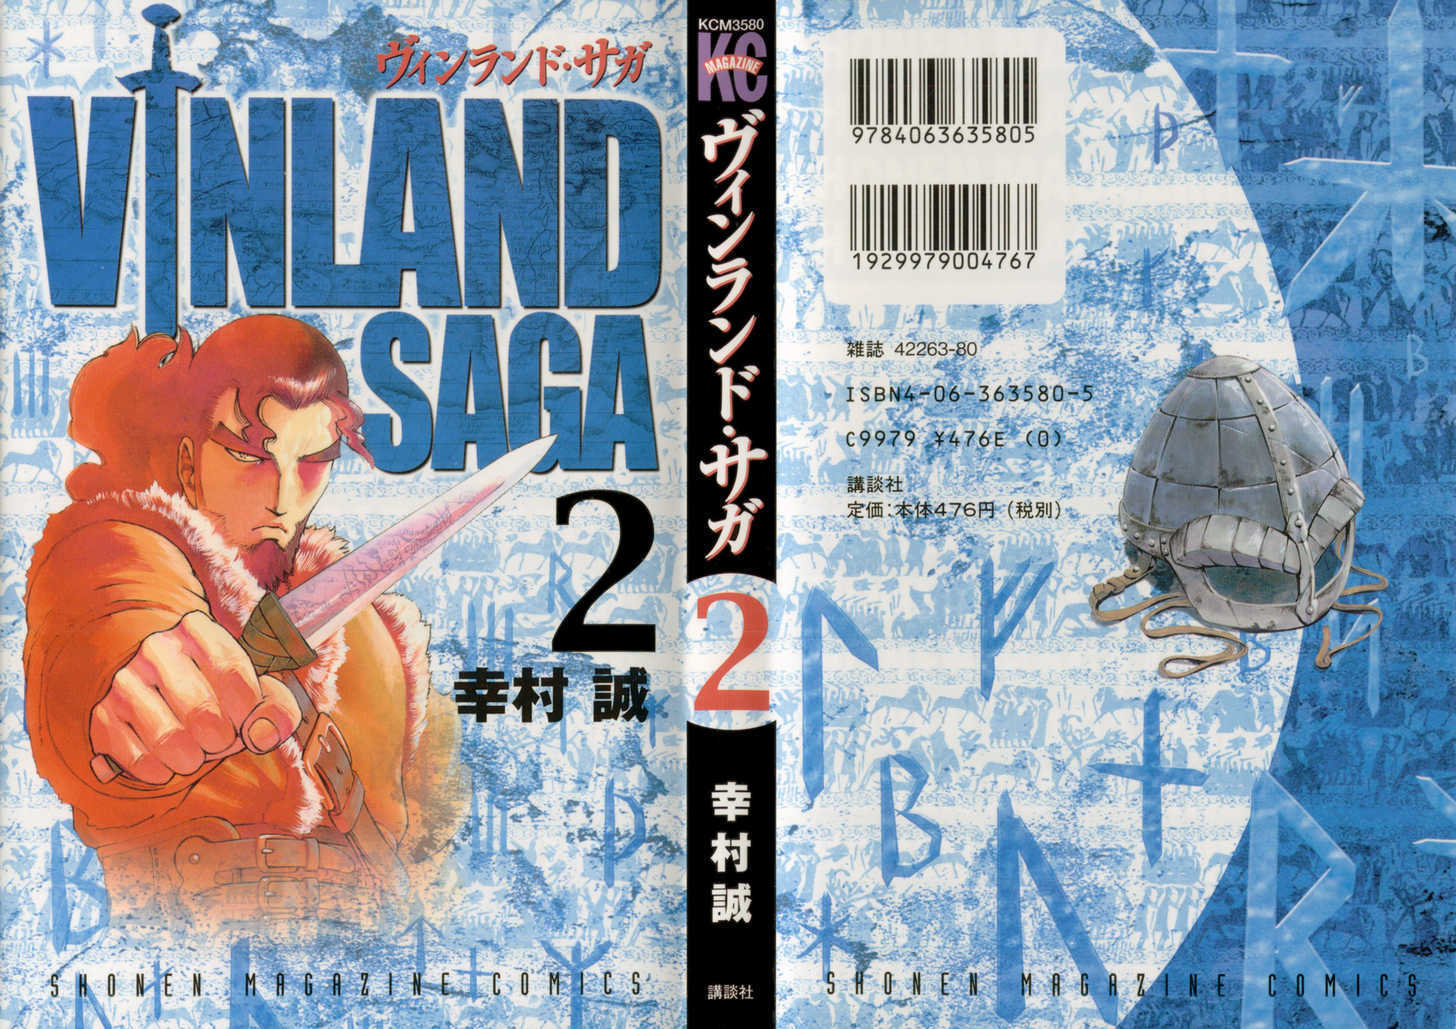 ヴィンランド・サガ
VINLAND
SAGA
2
幸村 誠
SHONEN MAGAZINE COMICS
KCM3580
KC
MAGAZINE
ヴィンランド・サガ
2
幸村誠
講談社
9784063635805
1929979004767
雑誌 42263-80
ISBN4-06-363580-5
C9979 ¥476E (0)
講談社
定価:本体476円(税別)
SHONEN MAGAZINE COMICS